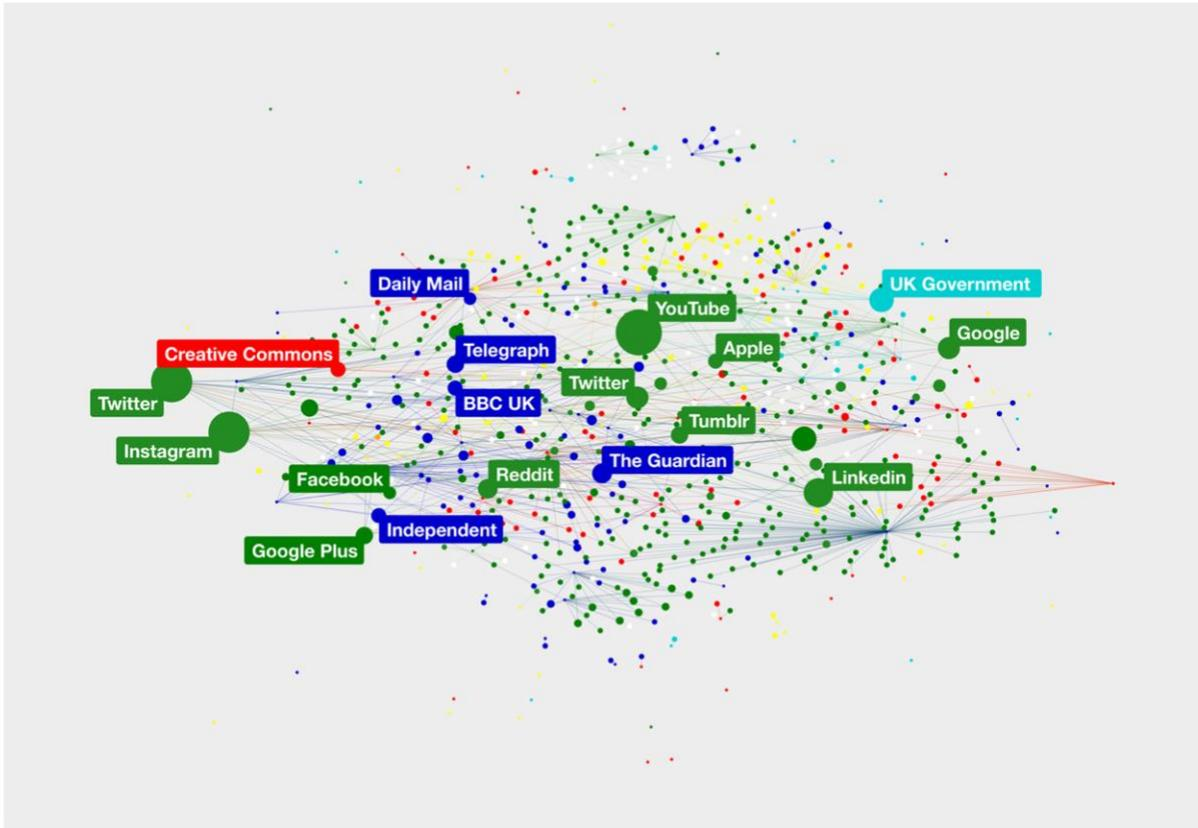 Daily Mail
UK Government
YouTube
Google
Apple
Telegraph
Creative Commons
Twitter
Twitter
BBC UK
Tumblr
Instagram
The Guardian
Reddit
Linkedin
Facebook
Independent
Google Plus